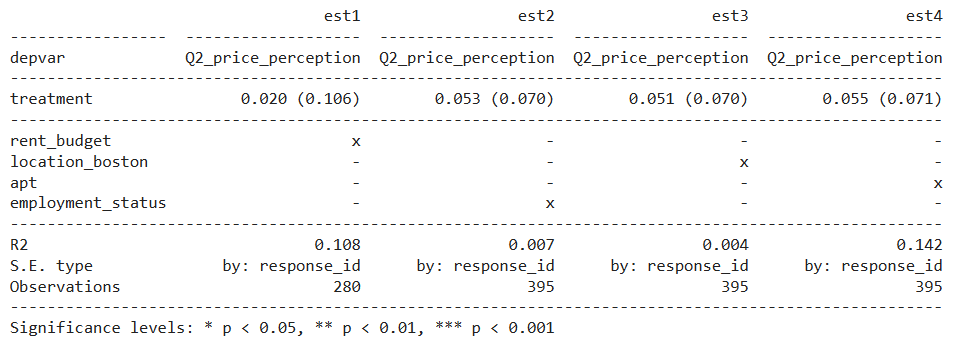 est1 est2 est3 est4
----------------- ------------------- ------------------- ------------------- -------------------
depvar Q2_price_perception Q2_price_perception Q2_price_perception Q2_price_perception
-------------------------------------------------------------------------------------------------
treatment 0.020 (0.106) 0.053 (0.070) 0.051 (0.070) 0.055 (0.071)
-------------------------------------------------------------------------------------------------
rent_budget x - - -
location_boston - - x -
apt - - - x
employment_status - x - -
-------------------------------------------------------------------------------------------------
R2 0.108 0.007 0.004 0.142
S.E. type by: response_id by: response_id by: response_id by: response_id
Observations 280 395 395 395
-------------------------------------------------------------------------------------------------
Significance levels: * p < 0.05, ** p < 0.01, *** p < 0.001